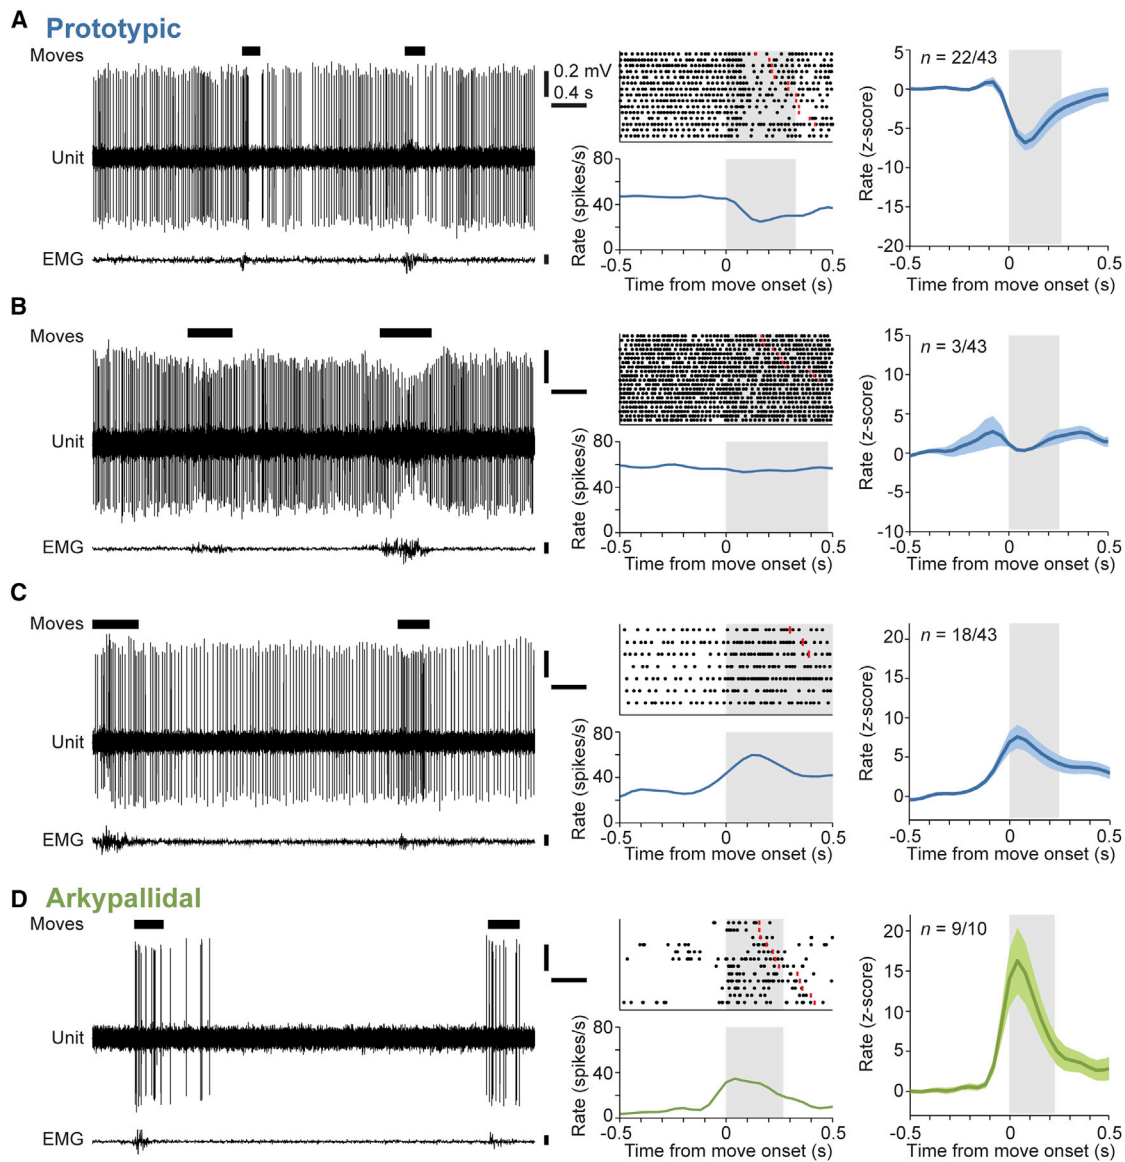 A Prototypic
Moves
Unit
EMG
0.2 mV
0.4 s
Rate (spikes/s)
80
40
0
-0.5 0 0.5
Time from move onset (s)
n = 22/43
Rate (z-score)
5
0
-5
-10
-15
-20
-0.5 0 0.5
Time from move onset (s)
B
Moves
Unit
EMG
Rate (spikes/s)
80
40
0
-0.5 0 0.5
Time from move onset (s)
n = 3/43
Rate (z-score)
15
10
5
0
-5
-10
-0.5 0 0.5
Time from move onset (s)
C
Moves
Unit
EMG
Rate (spikes/s)
80
40
0
-0.5 0 0.5
Time from move onset (s)
n = 18/43
Rate (z-score)
20
15
10
5
0
-0.5 0 0.5
Time from move onset (s)
D Arkypallidal
Moves
Unit
EMG
Rate (spikes/s)
80
40
0
-0.5 0 0.5
Time from move onset (s)
n = 9/10
Rate (z-score)
20
15
10
5
0
-0.5 0 0.5
Time from move onset (s)